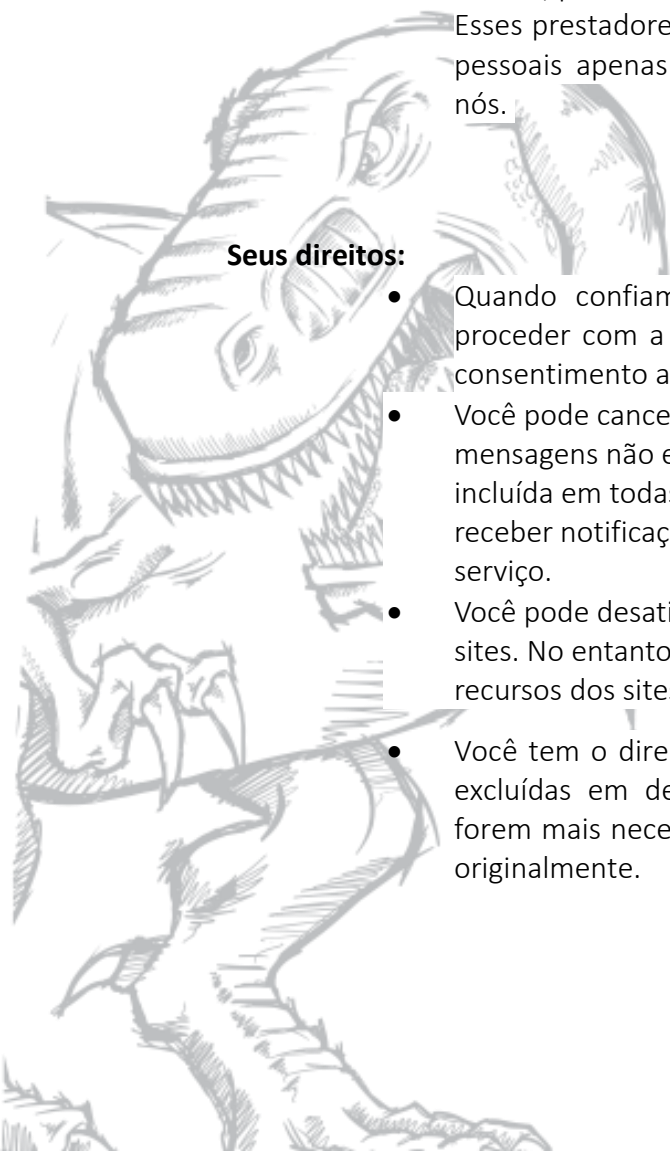 Esses prestadore
pessoais apenas
nós.
Seus direitos:
• Quando confiam
proceder com a
consentimento a
• Você pode cance
mensagens não e
incluída em todas
receber notificaç
serviço.
• Você pode desati
sites. No entanto
recursos dos site
• Você tem o dire
excluídas em de
forem mais nece
originalmente.